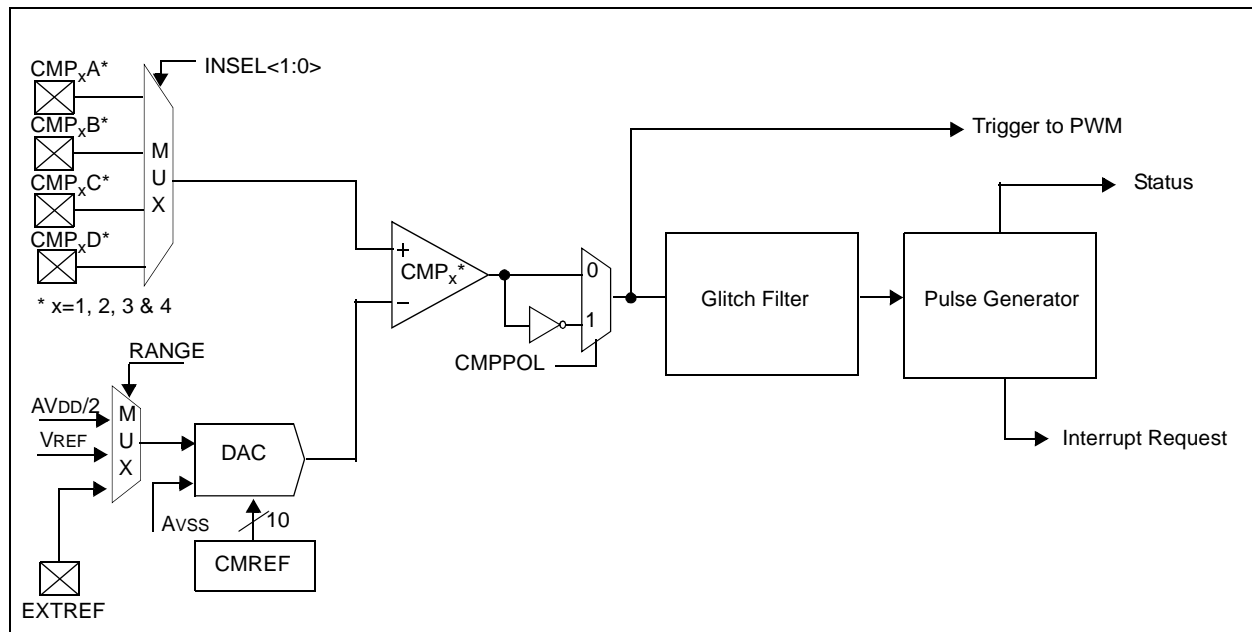 CMPxA*
INSEL<1:0>
CMPxB*
CMPxC*
CMPxD*
M
U
X
* x=1, 2, 3 & 4
Trigger to PWM
Status
+
CMPx*
–
0
1
CMPPOL
Glitch Filter
Pulse Generator
Interrupt Request
RANGE
AVDD/2
VREF
M
U
X
DAC
AVSS
10
CMREF
EXTREF